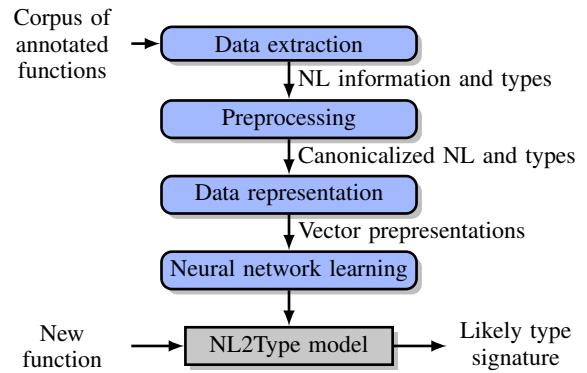 Corpus of
annotated
functions
Data extraction
NL information and types
Preprocessing
Canonicalized NL and types
Data representation
Vector prepresentations
Neural network learning
New
function
NL2Type model
Likely type
signature